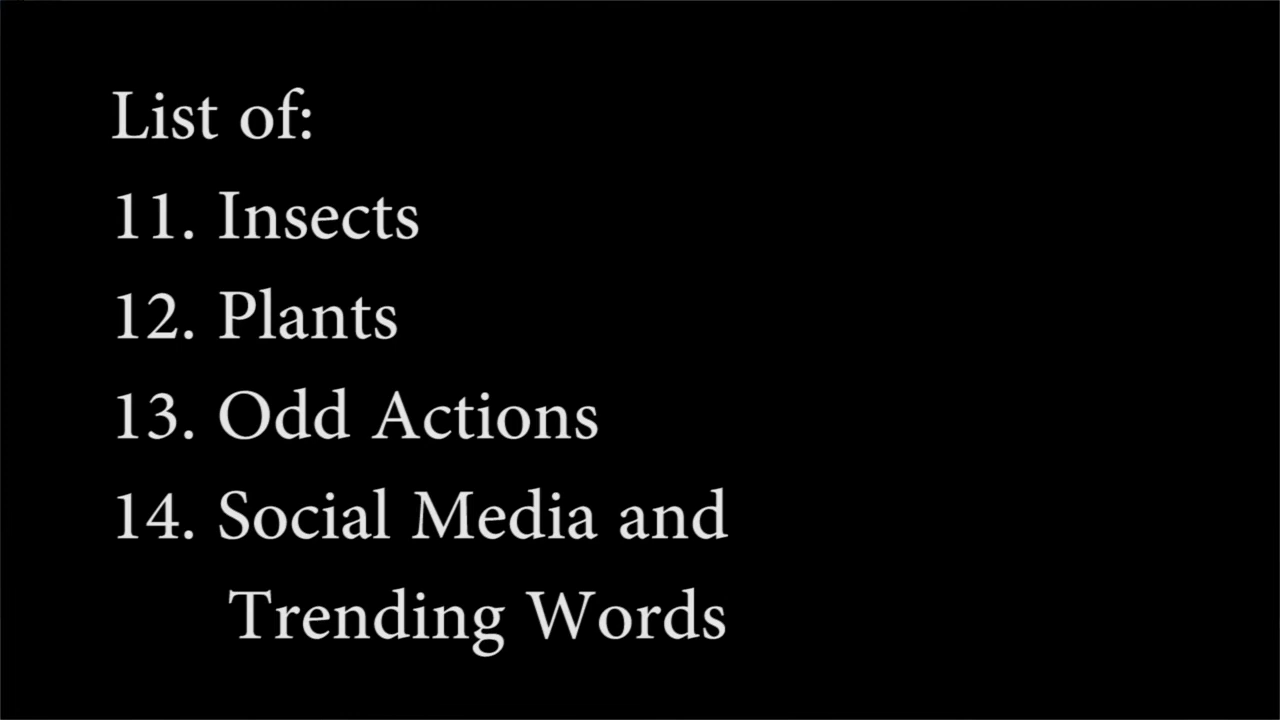 List of:
11. Insects
12. Plants
13. Odd Actions
14. Social Media and
Trending Words